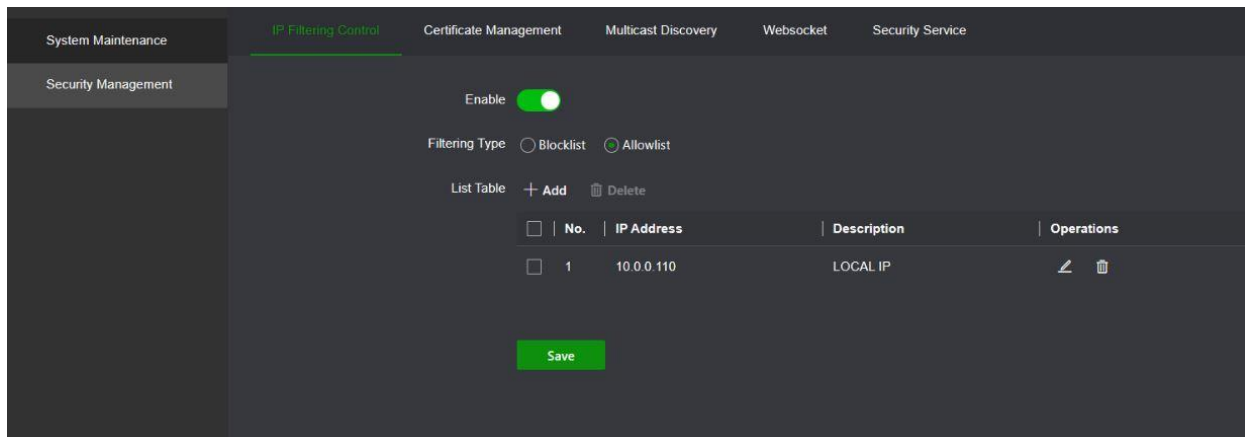 System Maintenance
Security Management
IP Filtering Control Certificate Management Multicast Discovery Websocket Security Service
Enable
Filtering Type Blocklist Allowlist
List Table Add Delete
No. IP Address Description Operations
1 10.0.0.110 LOCAL IP
Save